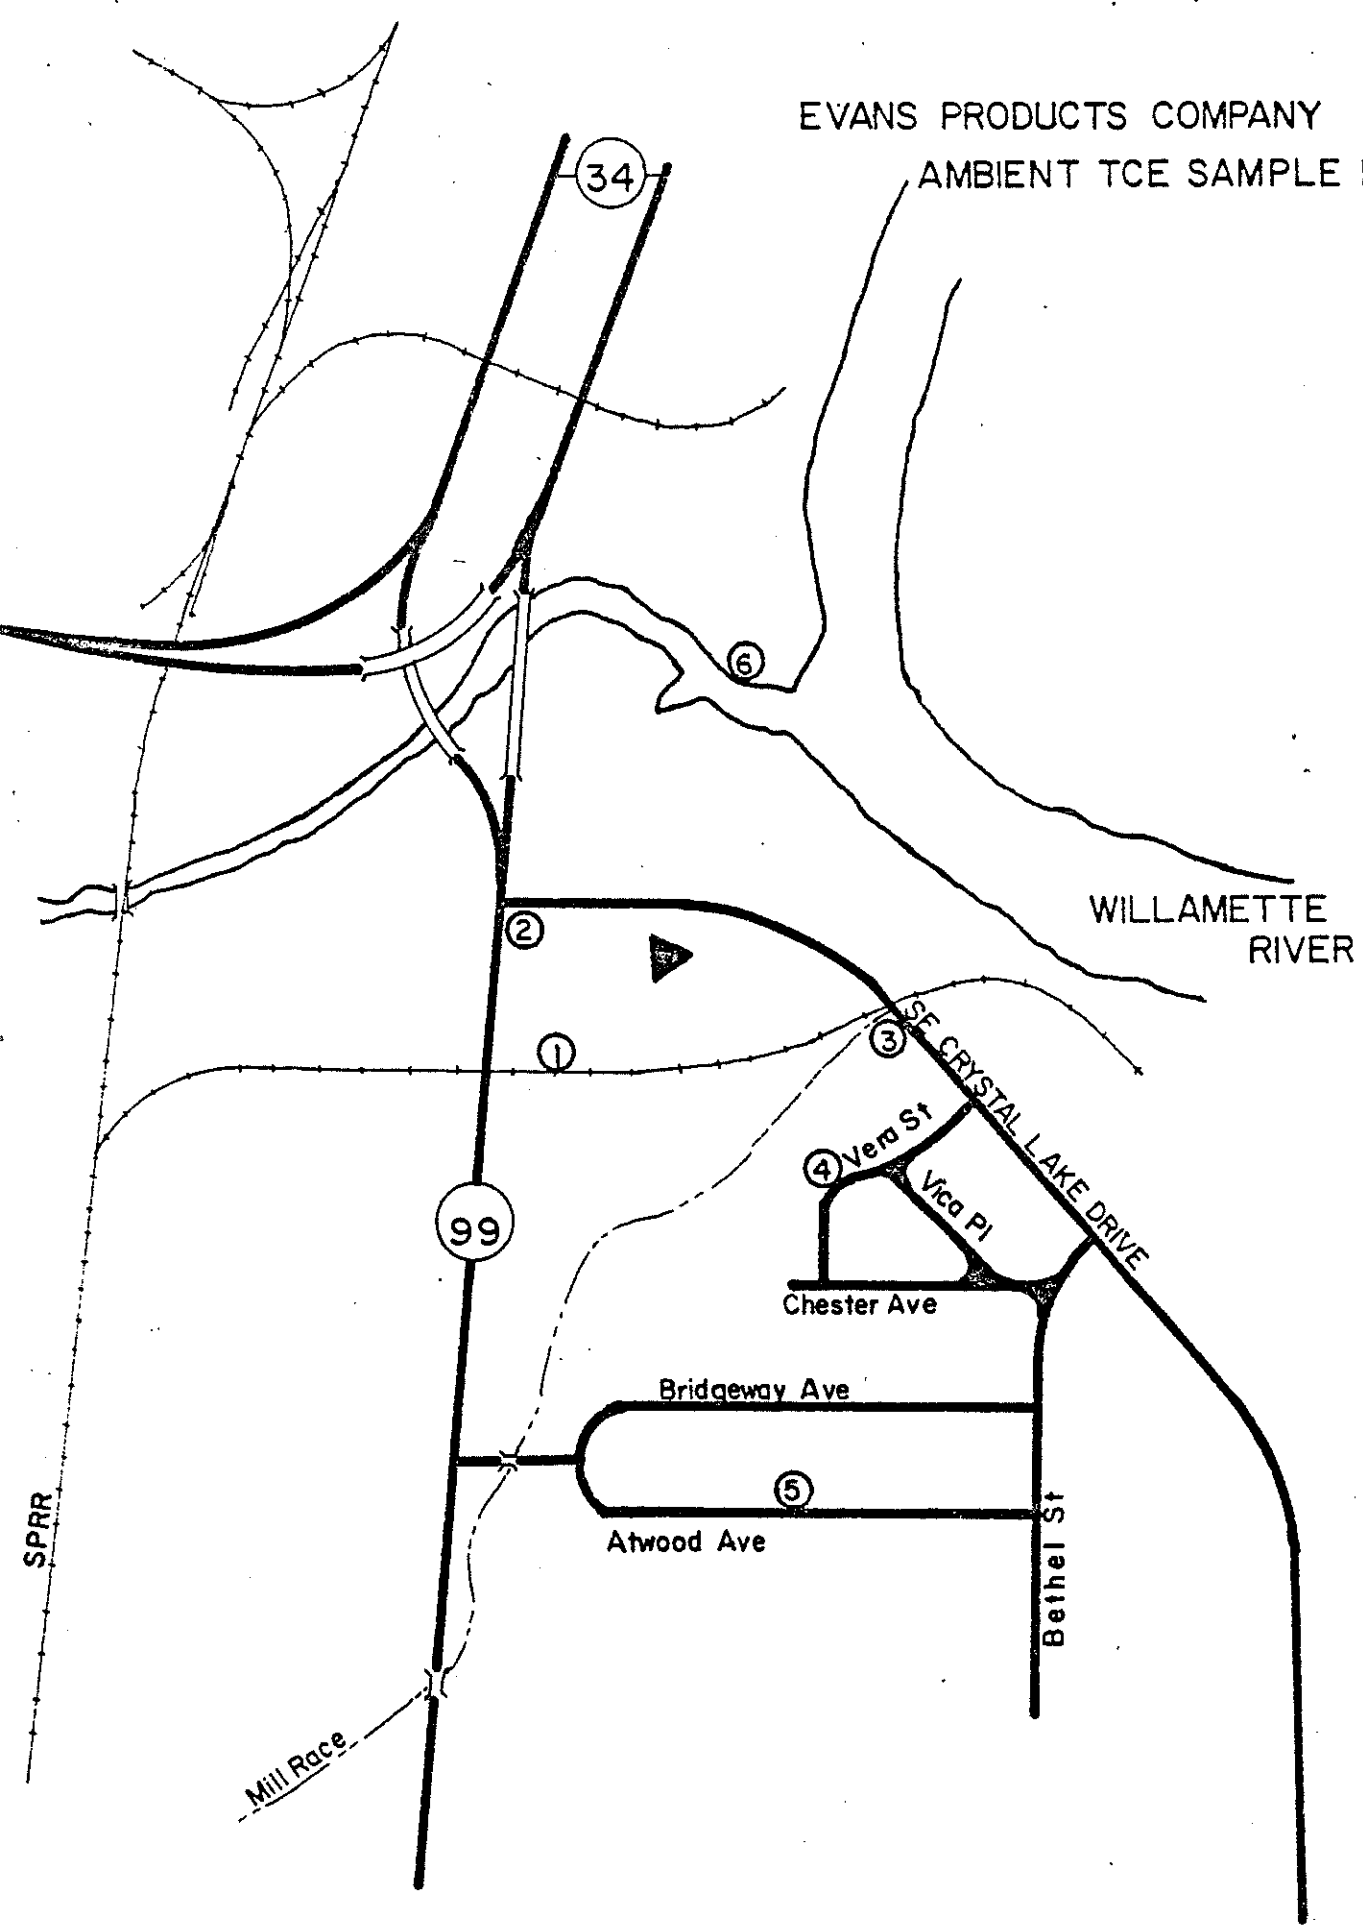 EVANS PRODUCTS COMPANY
AMBIENT TCE SAMPLE
34
6
WILLAMETTE
RIVER
2
3
1
SE CRYSTAL LAKE DRIVE
4
Vera St
Vica Pl
99
Chester Ave
Bridgeway Ave
5
Atwood Ave
SPRR
Bethel St
Mill Race